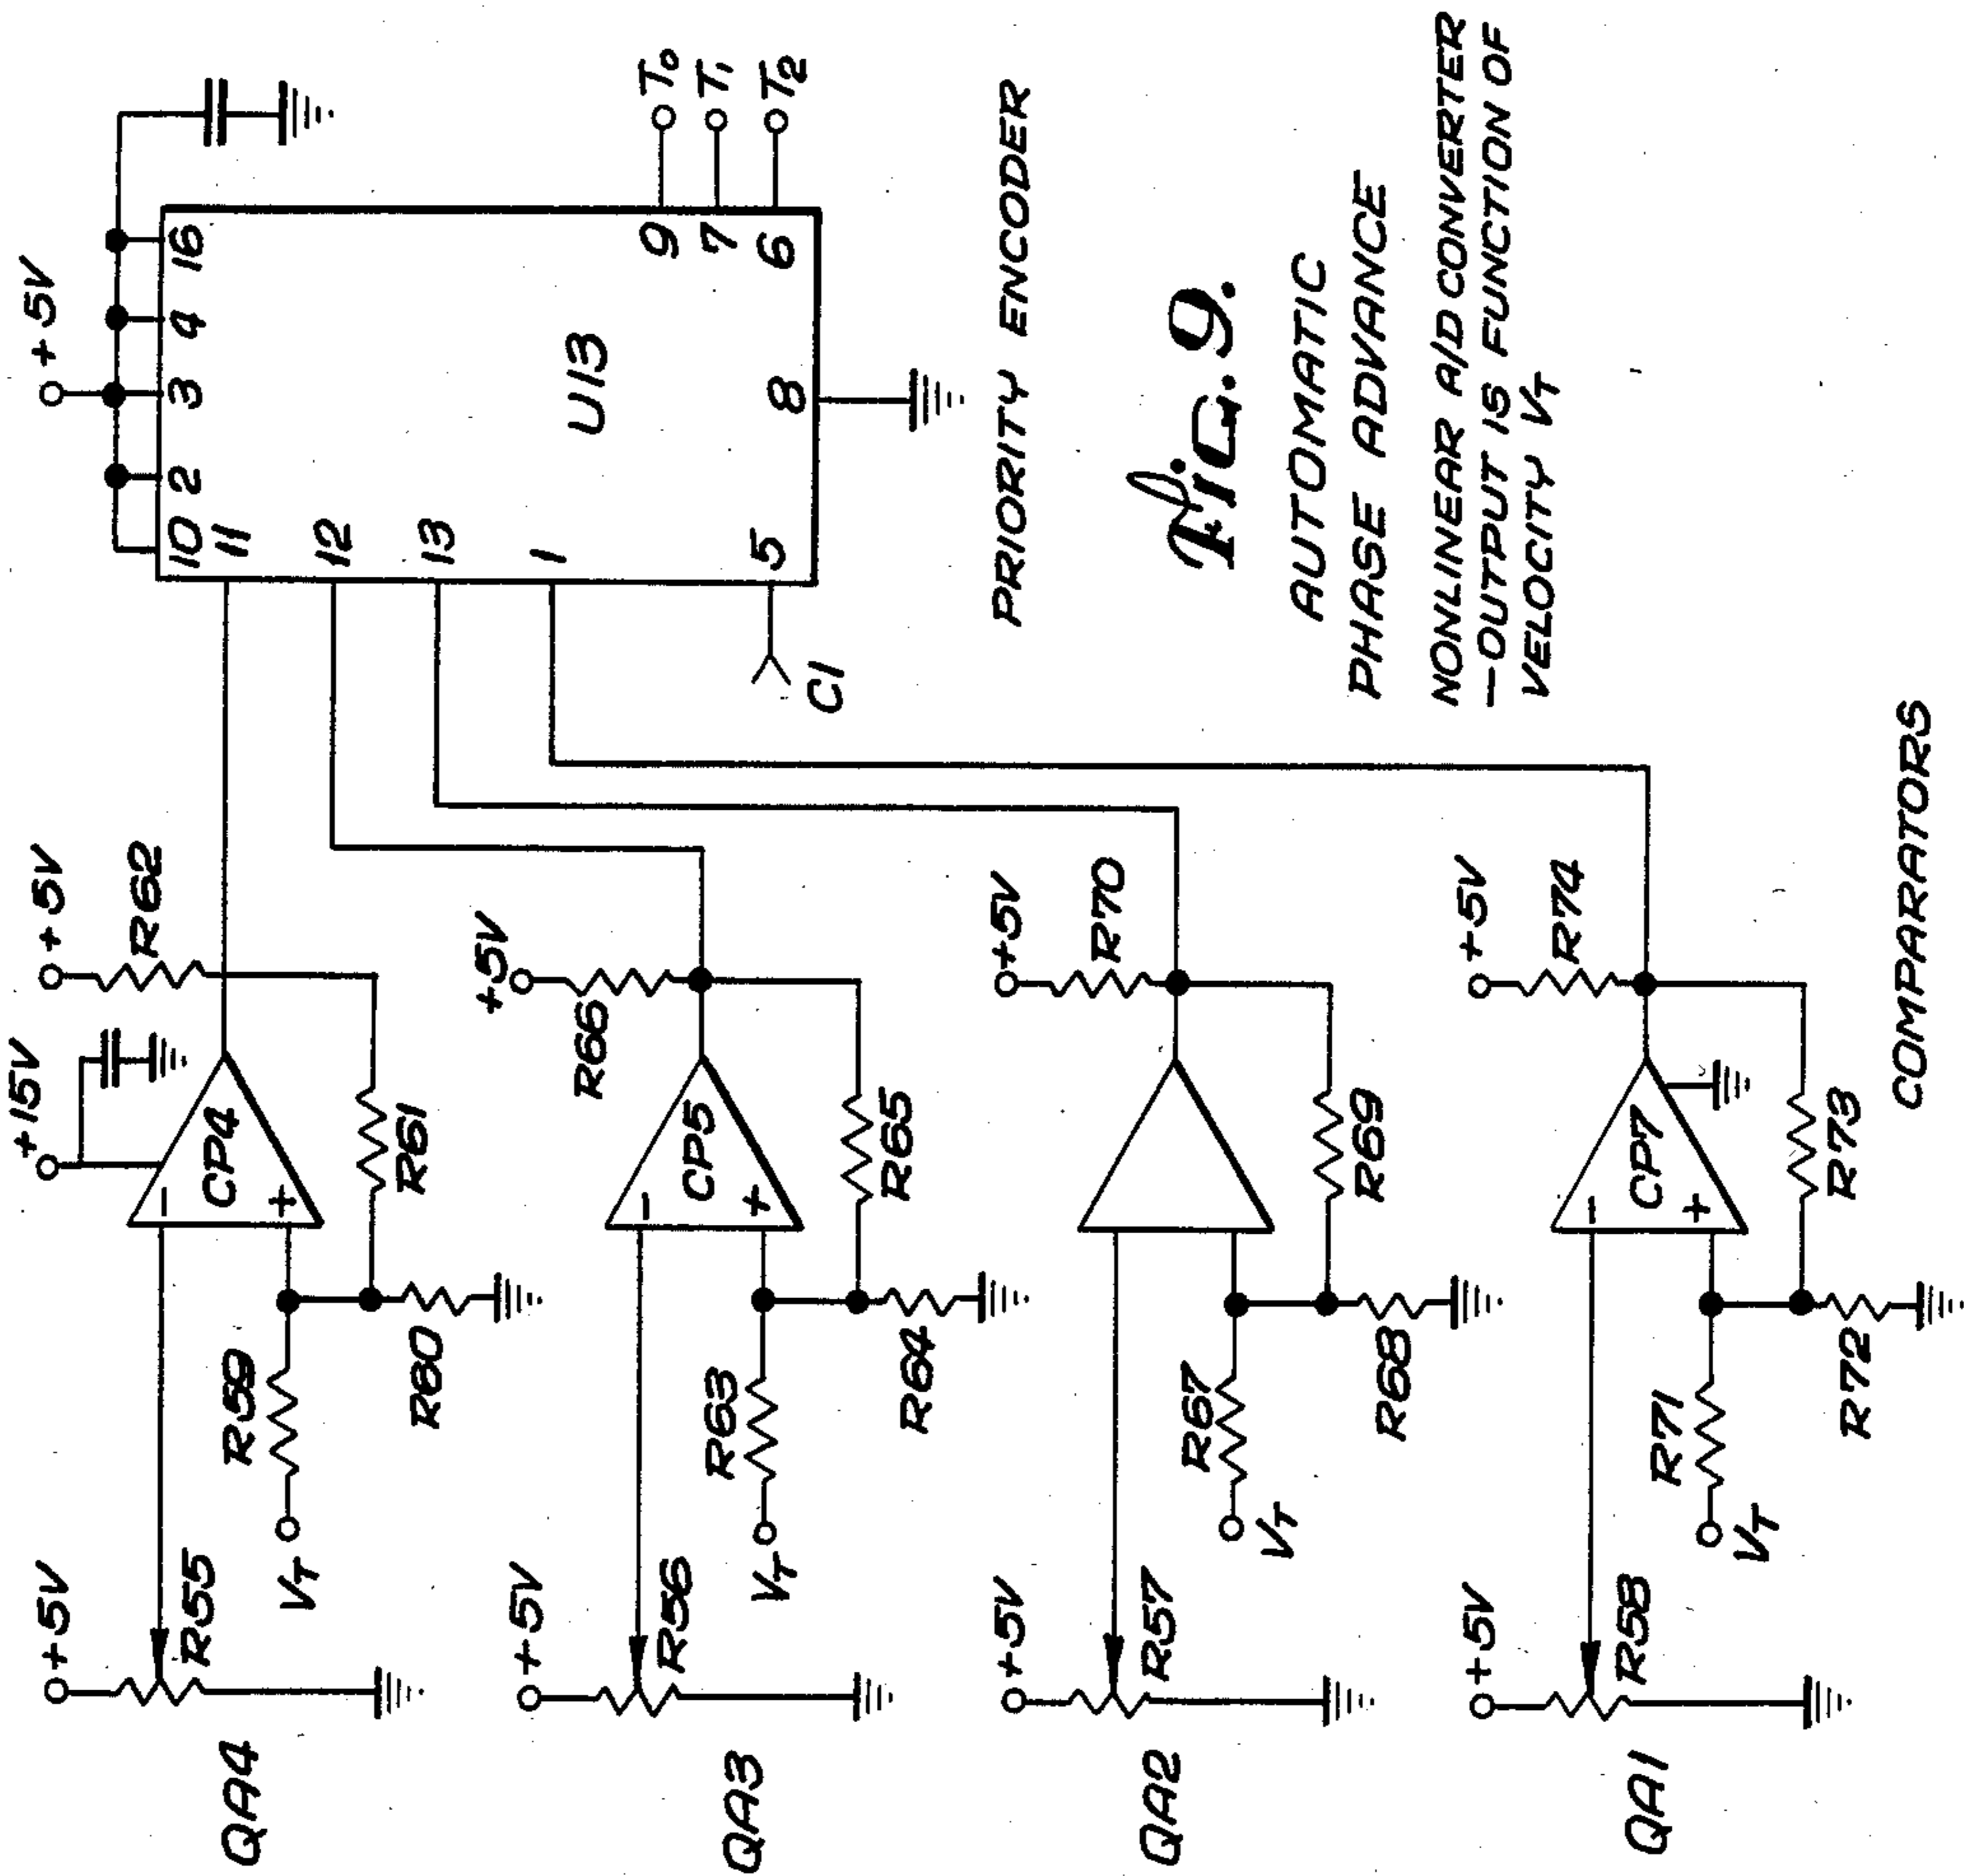 +5V
10
2
3
4
16
11
12
13
1
5
C1
U13
8
9
7
6
T0
T1
T2
PRIORITY ENCODER
QA4
+5V
R55
VT
R59
R60
+15V
CP4
-
+
R61
+5V
R62
QA3
+5V
R56
VT
R63
R64
CP5
-
+
R65
+5V
R66
QA2
+5V
R57
VT
R67
R68
R69
+5V
R70
QA1
+5V
R58
VT
R71
R72
CP7
-
+
R73
+5V
R74
COMPARATORS
Fig. 9.
AUTOMATIC
PHASE ADVANCE
NONLINEAR A/D CONVERTER
-OUTPUT IS FUNCTION OF
VELOCITY VT